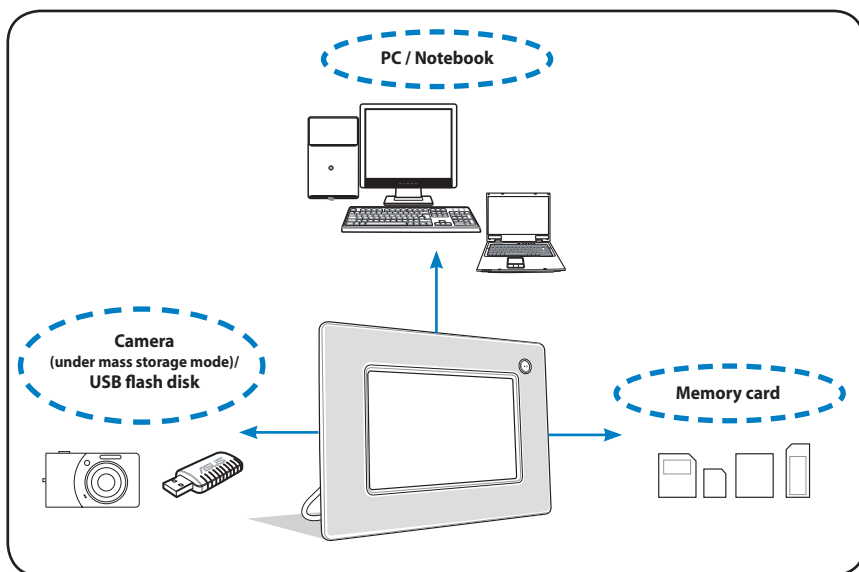 PC / Notebook
Camera
(under mass storage mode)/
USB flash disk
Memory card